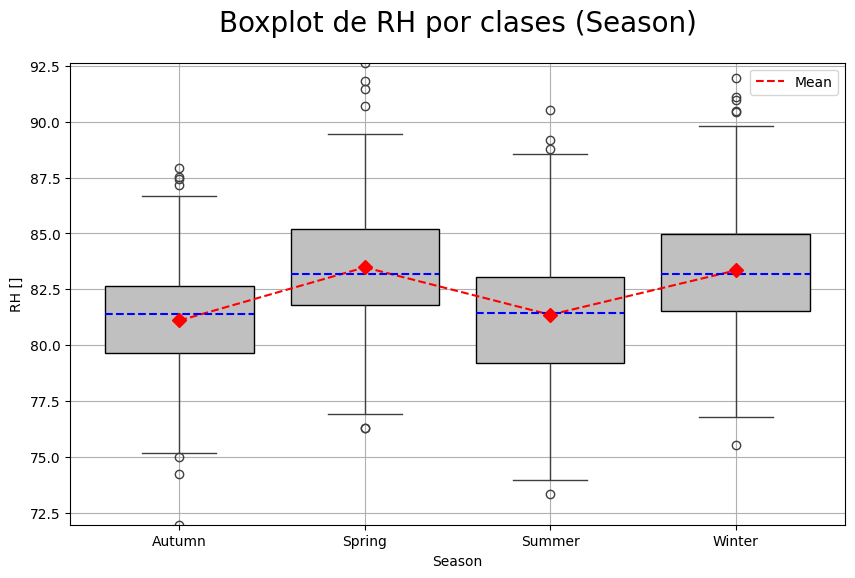 Boxplot de RH por clases (Season)
92.5
90.0
87.5
85.0
82.5
80.0
77.5
75.0
72.5
RH []
Mean
Autumn Spring Summer Winter
Season